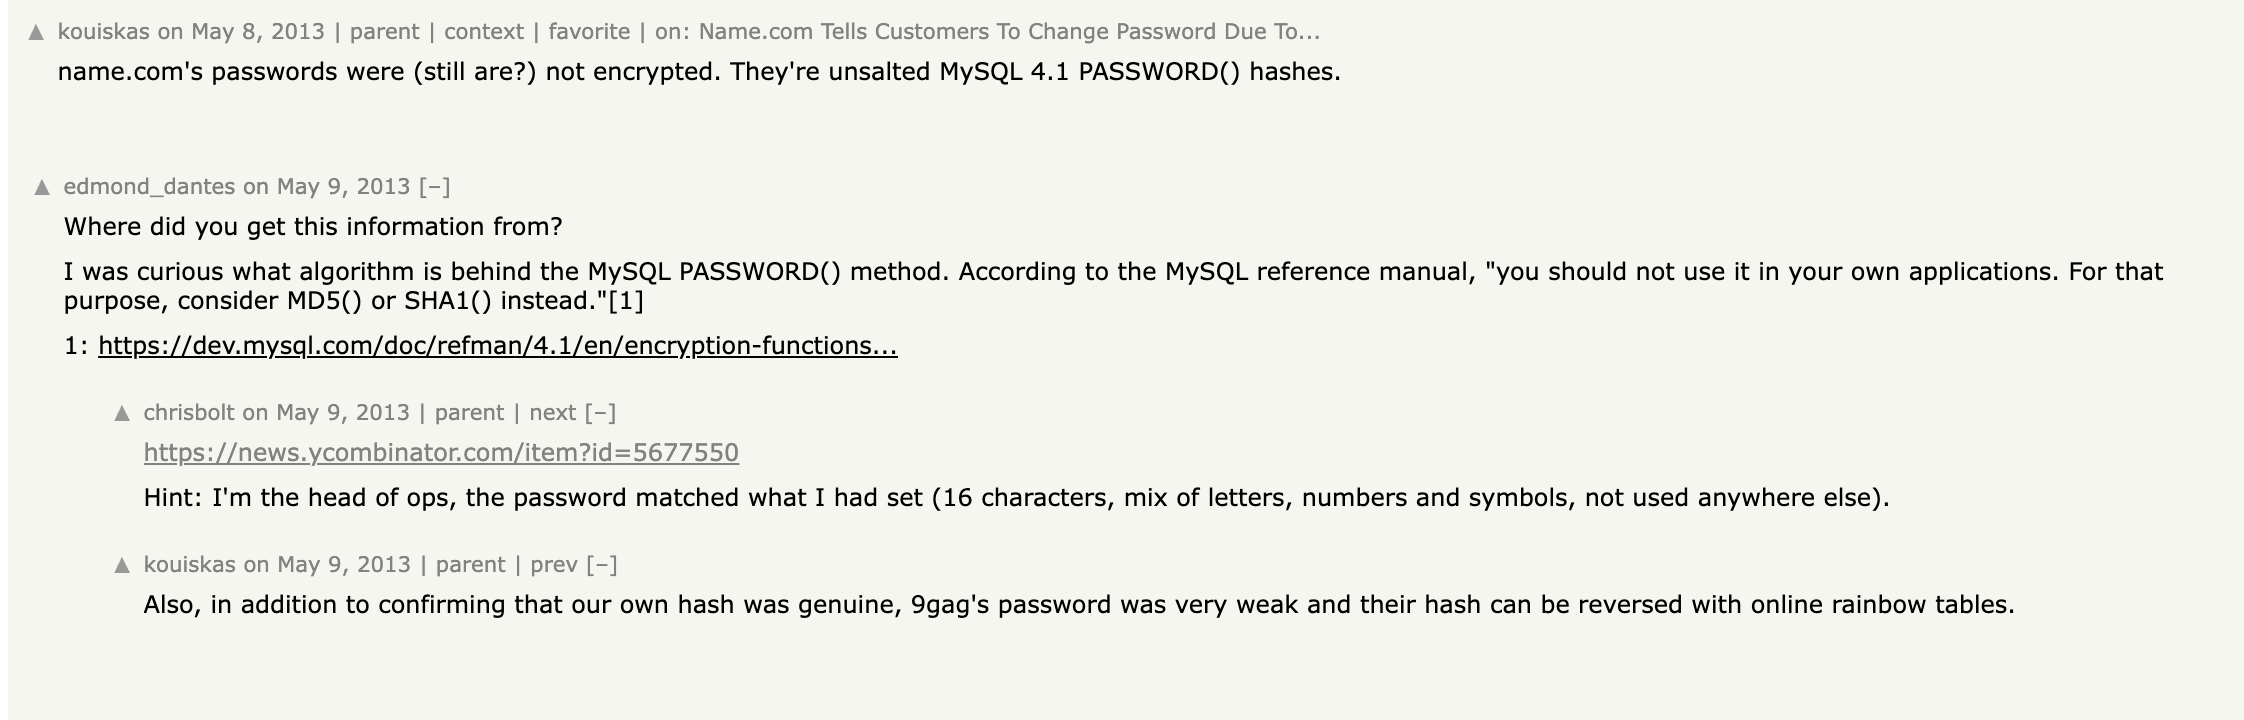 ▲ kouiskas on May 8, 2013 | parent | context | favorite | on: Name.com Tells Customers To Change Password Due To...
name.com's passwords were (still are?) not encrypted. They're unsalted MySQL 4.1 PASSWORD() hashes.
▲ edmond_dantes on May 9, 2013 [–]
Where did you get this information from?
I was curious what algorithm is behind the MySQL PASSWORD() method. According to the MySQL reference manual, "you should not use it in your own applications. For that
purpose, consider MD5() or SHA1() instead."[1]
1: https://dev.mysql.com/doc/refman/4.1/en/encryption-functions...
▲ chrisbolt on May 9, 2013 | parent | next [–]
https://news.ycombinator.com/item?id=5677550
Hint: I'm the head of ops, the password matched what I had set (16 characters, mix of letters, numbers and symbols, not used anywhere else).
▲ kouiskas on May 9, 2013 | parent | prev [–]
Also, in addition to confirming that our own hash was genuine, 9gag's password was very weak and their hash can be reversed with online rainbow tables.